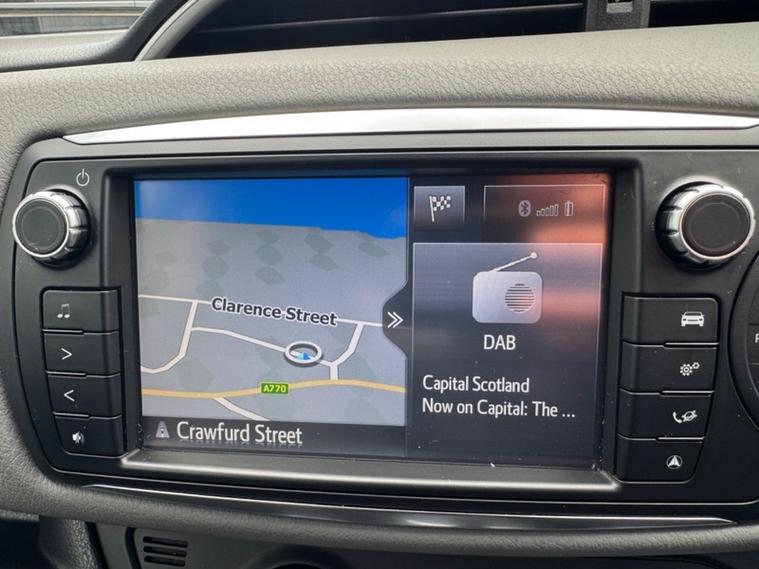 Clarence Street
A770
Crawfurd Street
DAB
Capital Scotland
Now on Capital: The ...